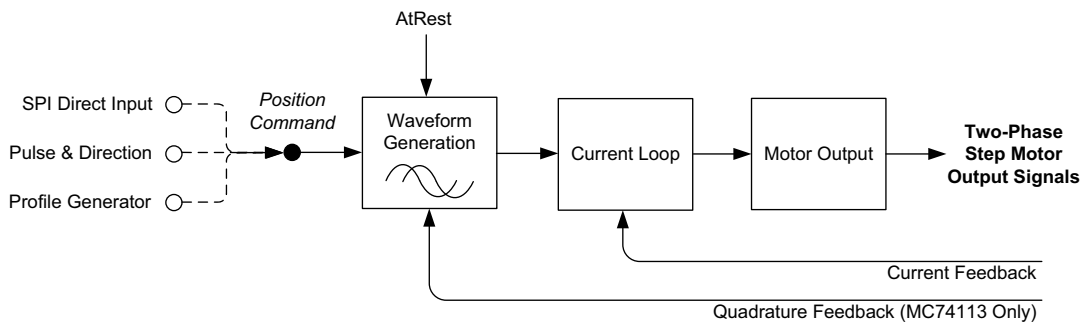 AtRest
SPI Direct Input
Pulse & Direction
Profile Generator
Position
Command
Waveform
Generation
Current Loop
Motor Output
Two-Phase
Step Motor
Output Signals
Current Feedback
Quadrature Feedback (MC74113 Only)